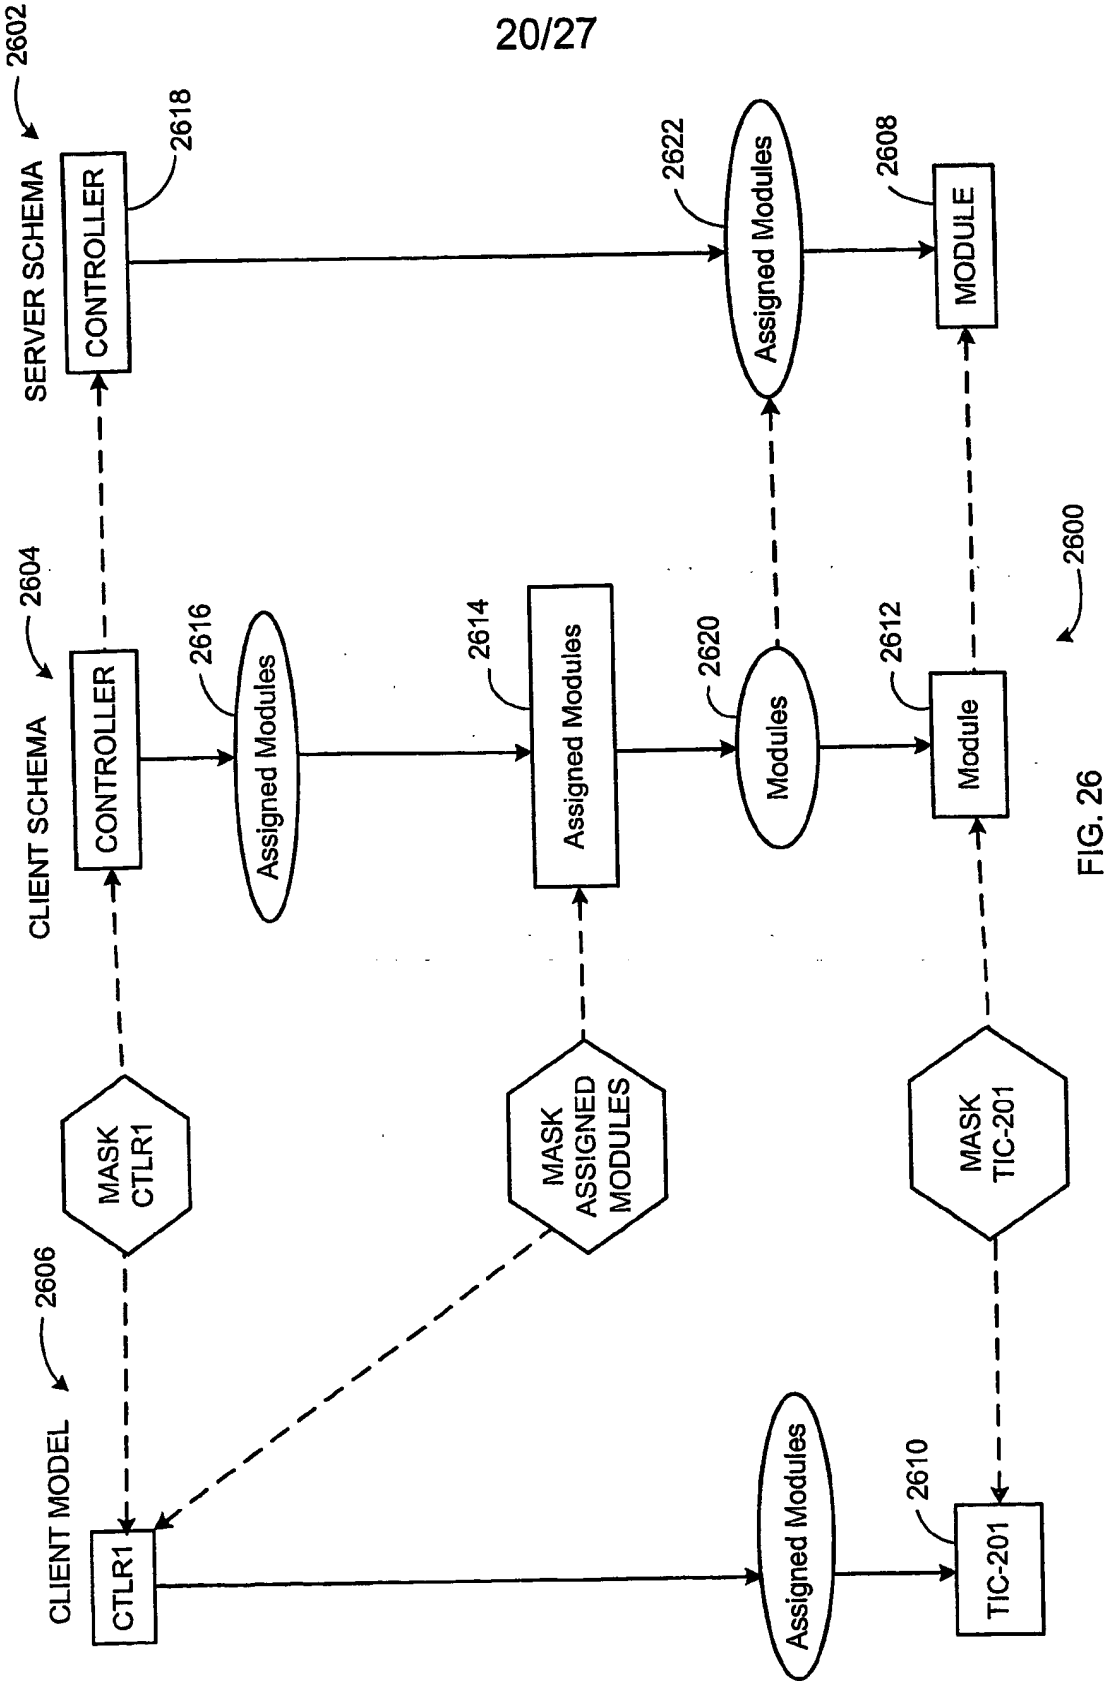 20/27
CLIENT MODEL
2606
CLIENT SCHEMA
2604
SERVER SCHEMA
2602
CTLR1
MASK
CTLR1
CONTROLLER
CONTROLLER
2618
Assigned Modules
2616
MASK
ASSIGNED
MODULES
Assigned Modules
2614
Assigned Modules
Modules
2620
Assigned Modules
2622
TIC-201
2610
MASK
TIC-201
Module
2612
MODULE
2608
2600
FIG. 26